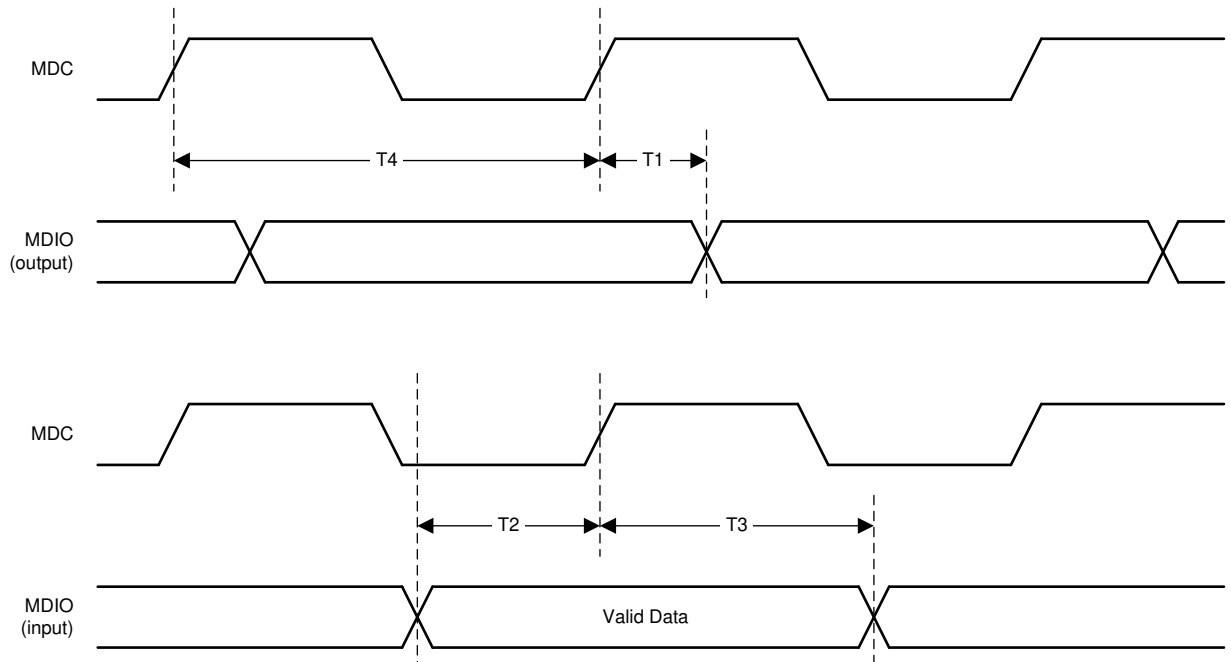 MDC
T4
T1
MDIO
(output)
MDC
T2
T3
MDIO
(input)
Valid Data